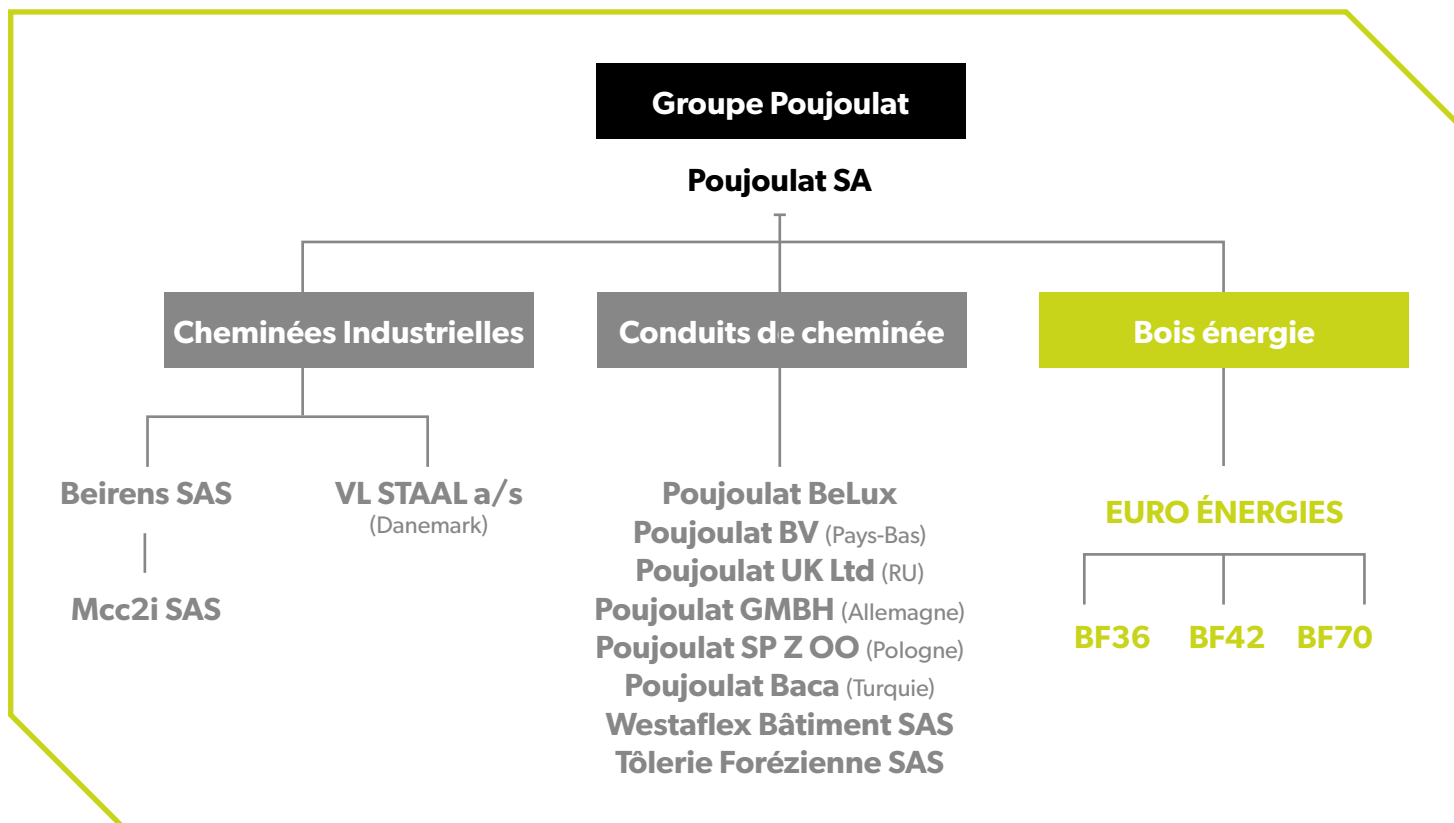 Groupe Poujoulat
Poujoulat SA
Cheminées Industrielles
Conduits de cheminée
Bois énergie
Beirens SAS
Mcc2i SAS
VL STAAL a/s
(Danemark)
Poujoulat BeLux
Poujoulat BV (Pays-Bas)
Poujoulat UK Ltd (RU)
Poujoulat GMBH (Allemagne)
Poujoulat SP Z OO (Pologne)
Poujoulat Baca (Turquie)
Westaflex Bâtiment SAS
Tôlerie Forézienne SAS
EURO ÉNERGIES
BF36 BF42 BF70